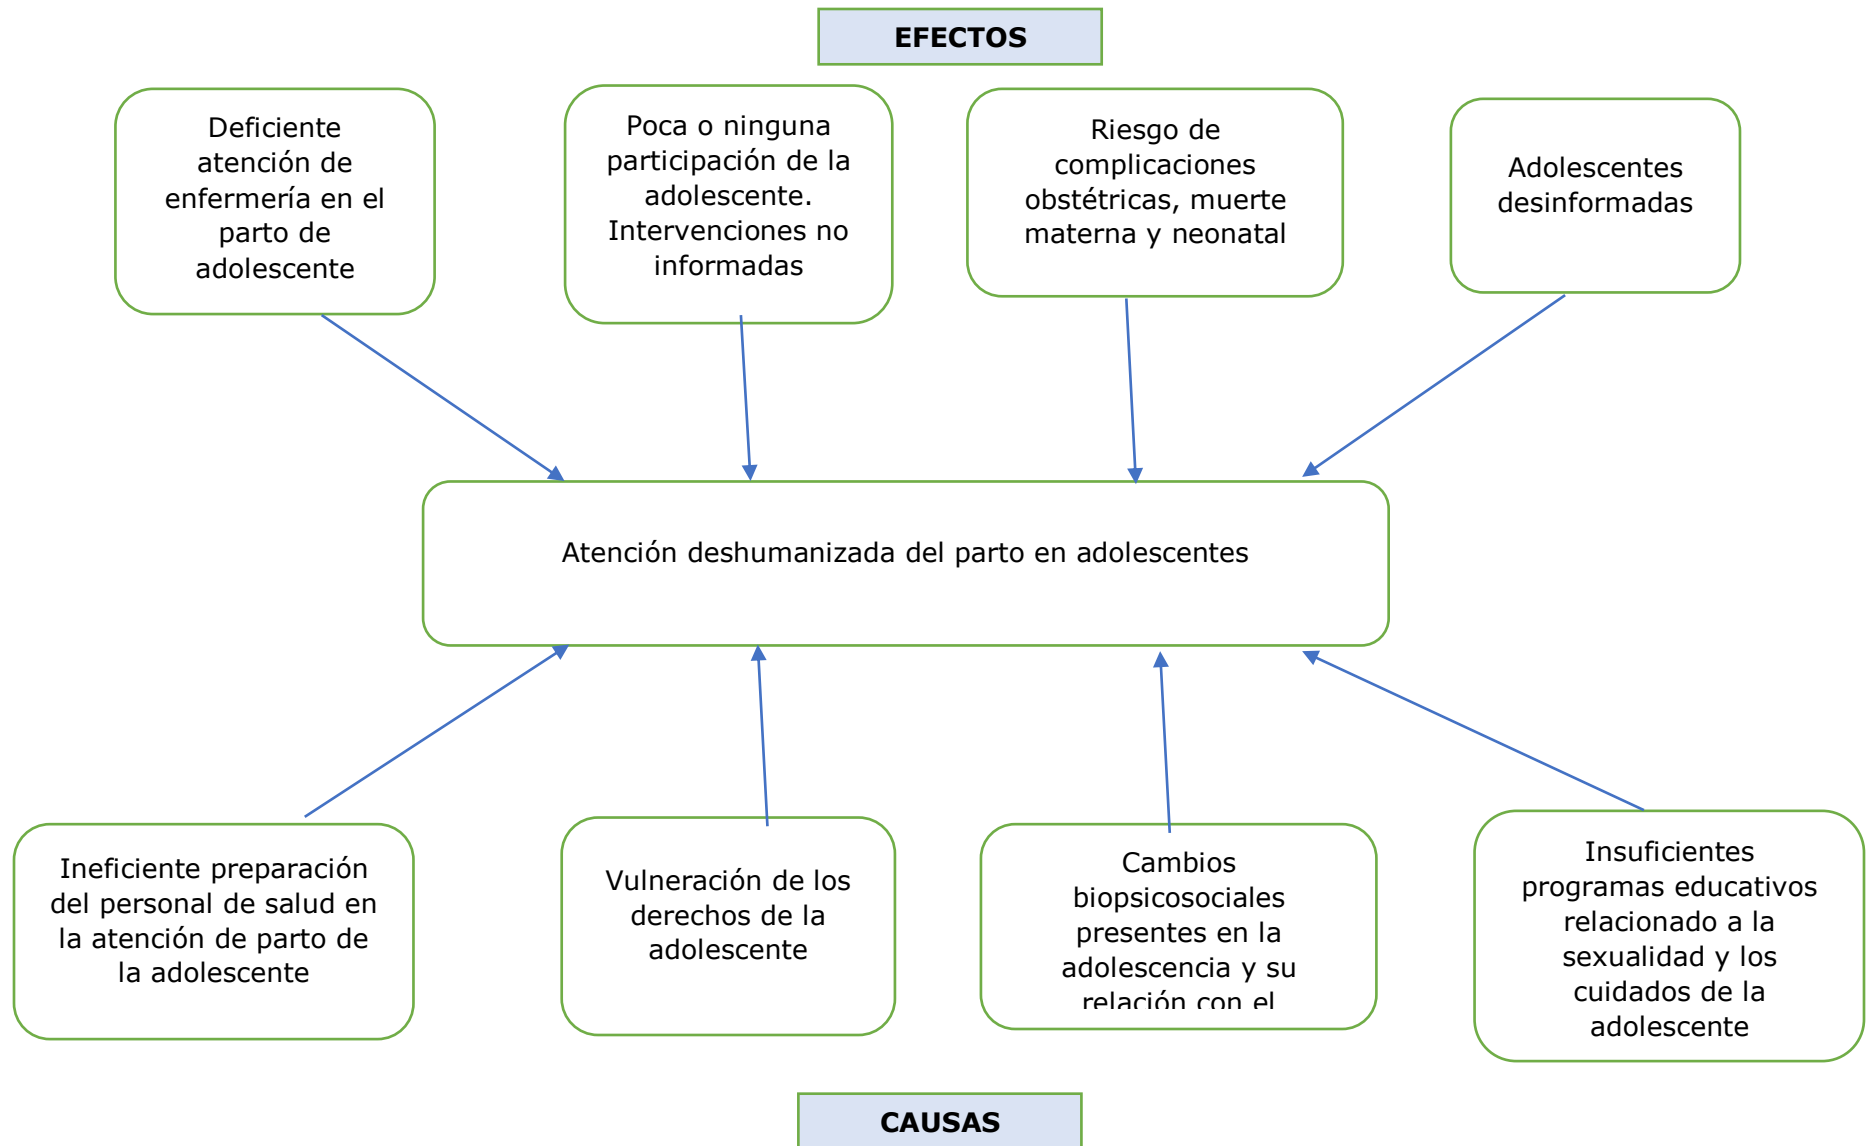 EFECTOS
Deficiente
atención de
enfermería en el
parto de
adolescente
Poca o ninguna
participación de la
adolescente.
Intervenciones no
informadas
Riesgo de
complicaciones
obstétricas, muerte
materna y neonatal
Adolescentes
desinformadas
Atención deshumanizada del parto en adolescentes
Ineficiente preparación
del personal de salud en
la atención de parto de
la adolescente
Vulneración de los
derechos de la
adolescente
Cambios
biopsicosociales
presentes en la
adolescencia y su
relación con el
Insuficientes
programas educativos
relacionado a la
sexualidad y los
cuidados de la
adolescente
CAUSAS